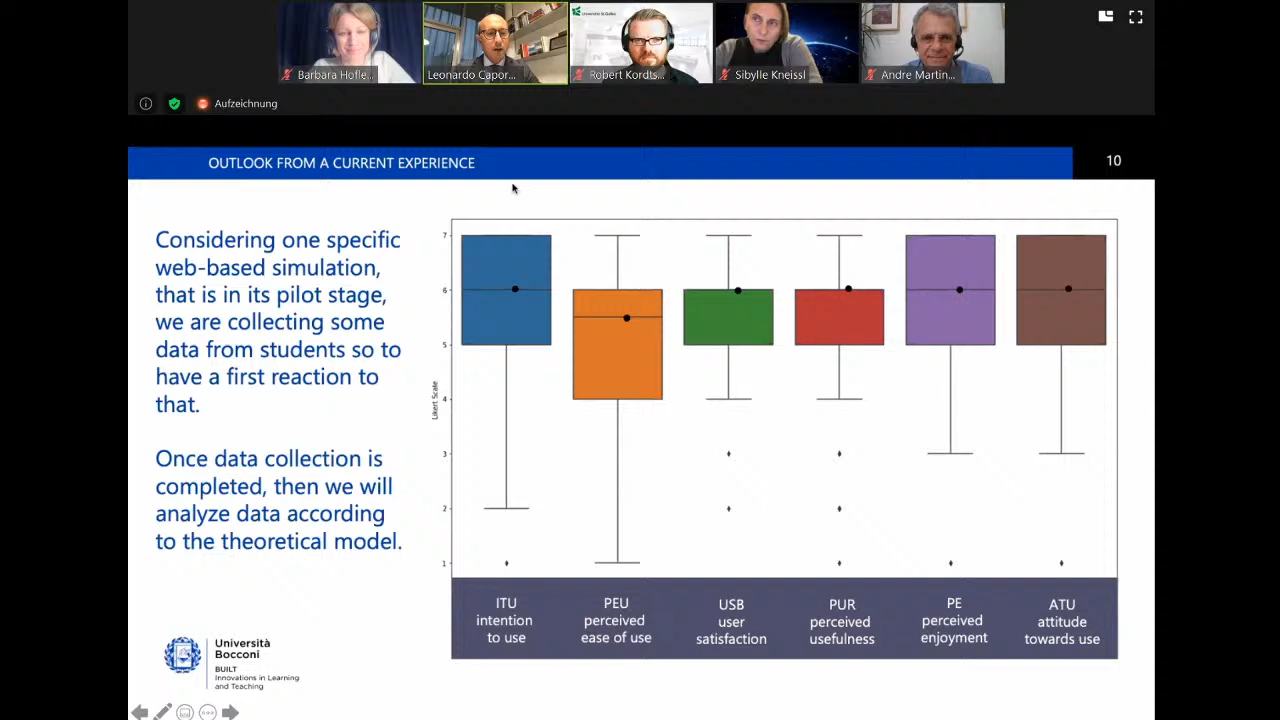 Universität St.Gallen
Barbara Hofle...
Leonardo Capor...
Robert Kordts...
Sibylle Kneissl
Andre Martin...
Aufzeichnung
OUTLOOK FROM A CURRENT EXPERIENCE
10
Considering one specific
web-based simulation,
that is in its pilot stage,
we are collecting some
data from students so to
have a first reaction to
that.
Once data collection is
completed, then we will
analyze data according
to the theoretical model.
Likert Scale
7
6
5
4
3
2
1
ITU
intention
to use
PEU
perceived
ease of use
USB
user
satisfaction
PUR
perceived
usefulness
PE
perceived
enjoyment
ATU
attitude
towards use
Università
Bocconi
BUILT
Innovations in Learning
and Teaching